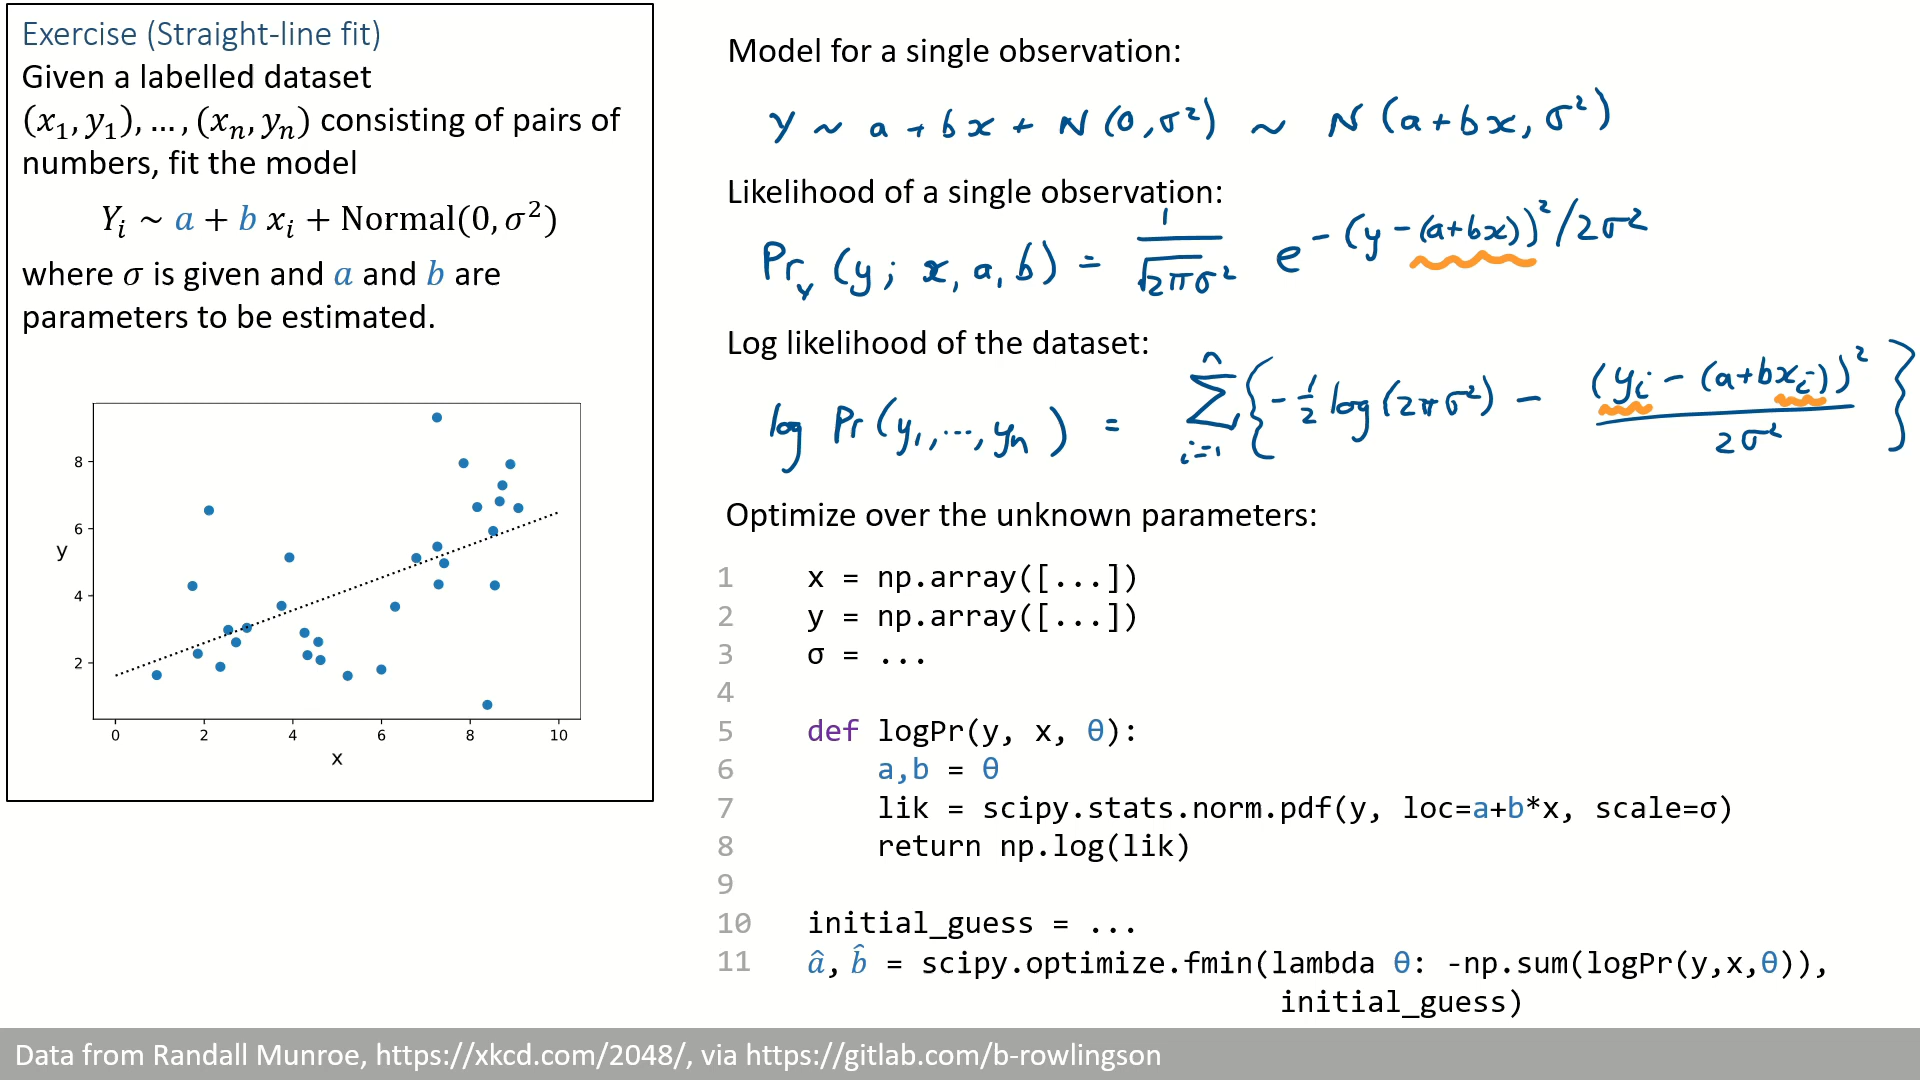 Exercise (Straight-line fit)
Given a labelled dataset
(x₁, y₁), … , (xₙ, yₙ) consisting of pairs of
numbers, fit the model
Yᵢ ~ a + b xᵢ + Normal(0, σ²)
where σ is given and a and b are
parameters to be estimated.
8
6
y
4
2
0 2 4 6 8 10
x
Model for a single observation:
Y ~ a + b x + N (0, σ²) ~ N (a + b x, σ²)
Likelihood of a single observation:
Pr_Y (y ; x, a, b) = 1/√(2πσ²) e^(−(y − (a+bx))²/2σ²)
Log likelihood of the dataset:
log Pr(y₁, ⋯, yₙ) = ∑ᵢ₌₁ⁿ { − ½ log(2πσ²) − (yᵢ − (a+bxᵢ))² / 2σ² }
Optimize over the unknown parameters:
1 x = np.array([...])
2 y = np.array([...])
3 σ = ...
4
5 def logPr(y, x, θ):
6 a,b = θ
7 lik = scipy.stats.norm.pdf(y, loc=a+b*x, scale=σ)
8 return np.log(lik)
9
10 initial_guess = ...
11 â, b̂ = scipy.optimize.fmin(lambda θ: -np.sum(logPr(y,x,θ)),
initial_guess)
Data from Randall Munroe, https://xkcd.com/2048/, via https://gitlab.com/b-rowlingson